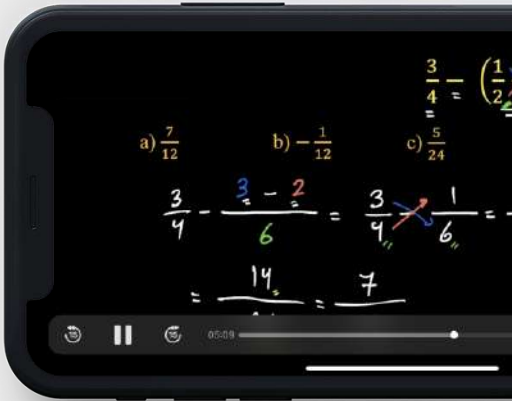 3/4 - (1/2
a) 7/12 b) - 1/12 c) 5/24
3/4 - 3 - 2/6 = 3/4 - 1/6 = -
= 14/ = 7/
05:09